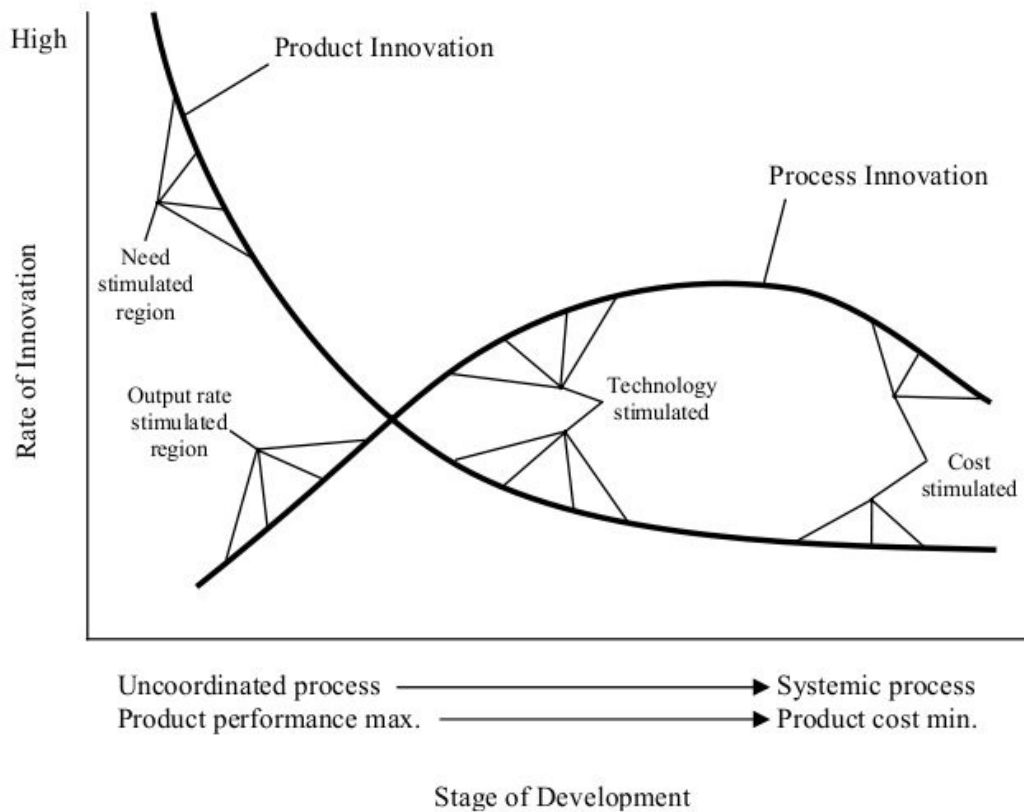 High
Product Innovation
Process Innovation
Rate of Innovation
Need
stimulated
region
Output rate
stimulated
region
Technology
stimulated
Cost
stimulated
Uncoordinated process
Systemic process
Product performance max.
Product cost min.
Stage of Development